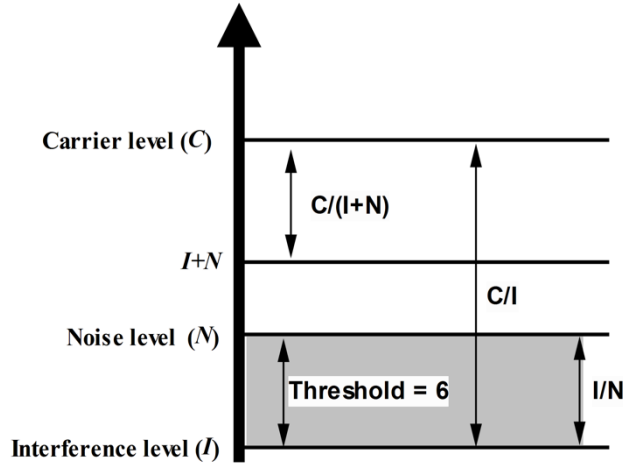 Carrier level (C)
C/(I+N)
I+N
C/I
Noise level (N)
Threshold = 6
I/N
Interference level (I)